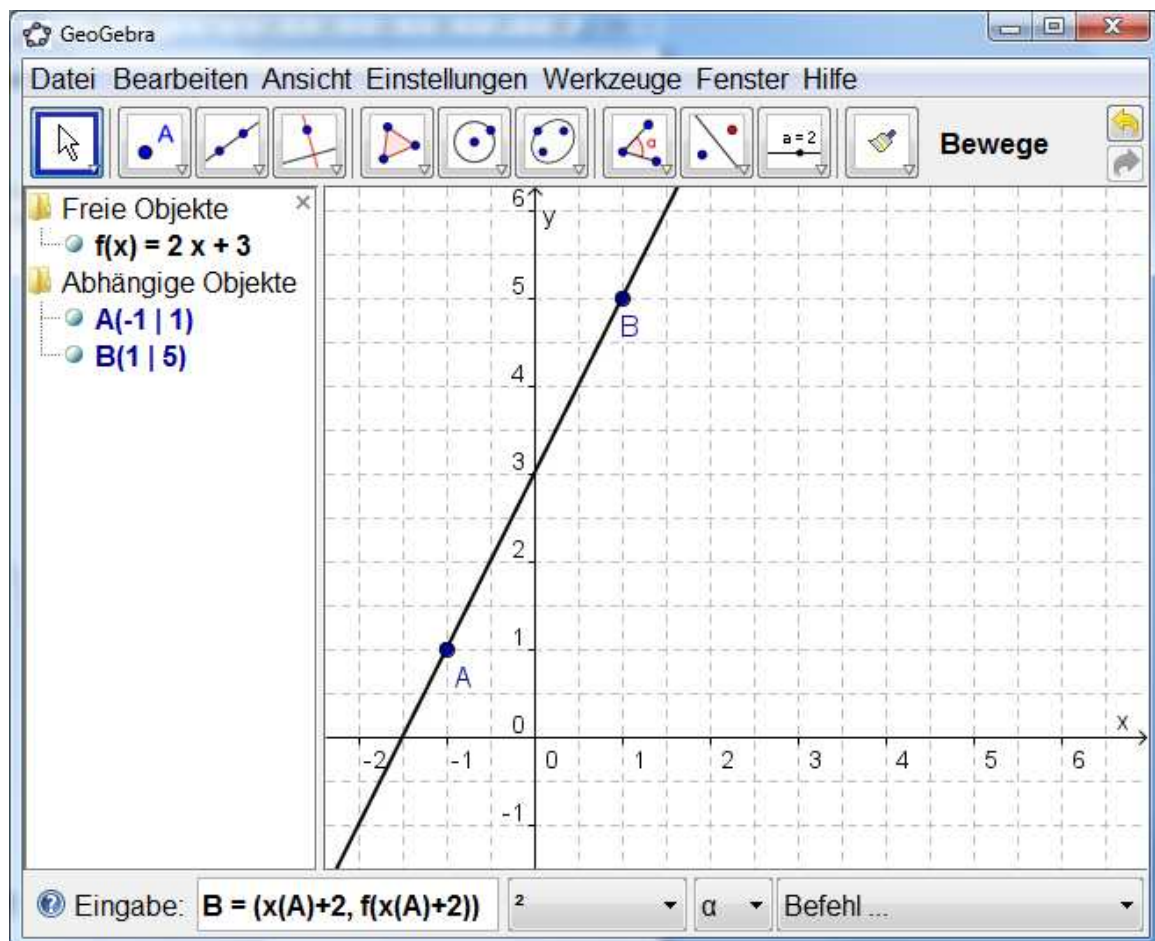 GeoGebra
Datei Bearbeiten Ansicht Einstellungen Werkzeuge Fenster Hilfe
A
α
a = 2
Bewege
Freie Objekte
f(x) = 2 x + 3
Abhängige Objekte
A(-1 | 1)
B(1 | 5)
6
y
5
B
4
3
2
1
A
0
x
-2 -1 0 1 2 3 4 5 6
-1
Eingabe: B = (x(A)+2, f(x(A)+2)) ² α Befehl ...